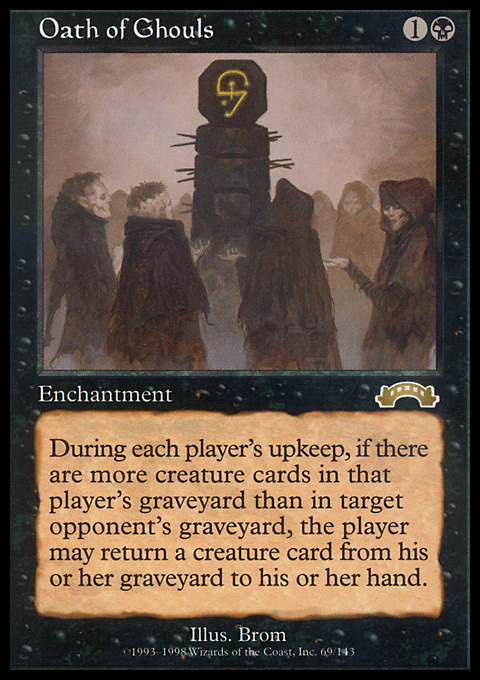 Oath of Ghouls 1
Enchantment
During each player's upkeep, if there
are more creature cards in that
player's graveyard than in target
opponent's graveyard, the player
may return a creature card from his
or her graveyard to his or her hand.
Illus. Brom
©1993-1998 Wizards of the Coast, Inc. 69/143